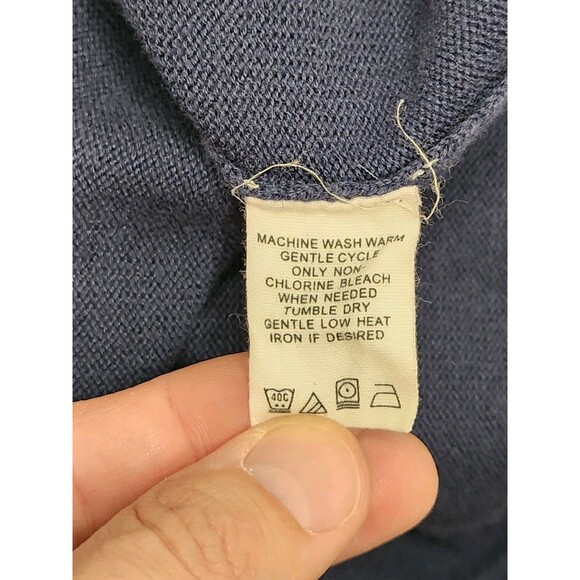 MACHINE WASH WARM
GENTLE CYCLE
ONLY NON-
CHLORINE BLEACH
WHEN NEEDED
TUMBLE DRY
GENTLE LOW HEAT
IRON IF DESIRED
40C